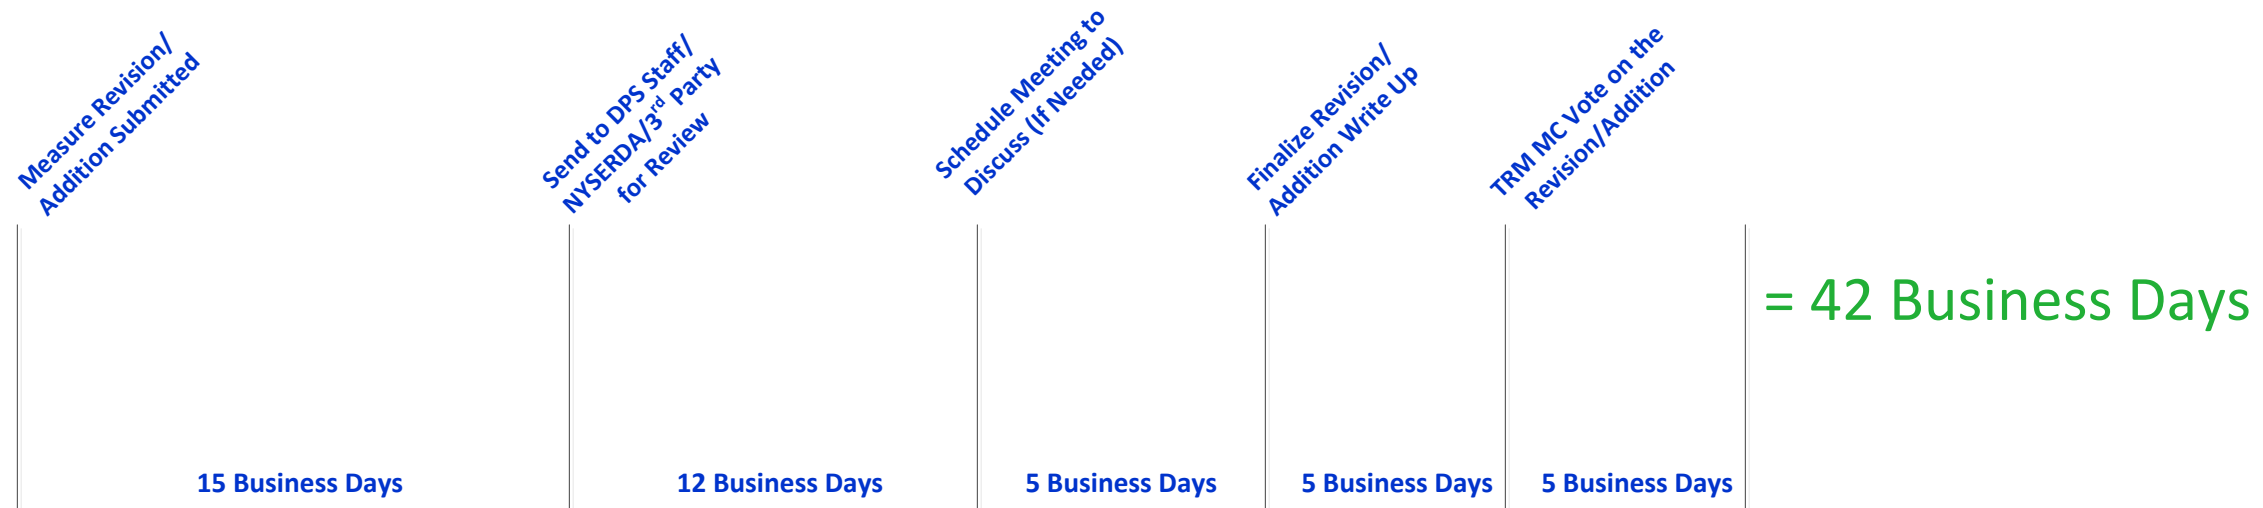 Measure Revision/
Addition Submitted
Send to DPS Staff/
NYSERDA/3rd Party
for Review
Schedule Meeting to
Discuss (If Needed)
Finalize Revision/
Addition Write Up
TRM MC Vote on the
Revision/Addition
= 42 Business Days
15 Business Days
12 Business Days
5 Business Days
5 Business Days
5 Business Days